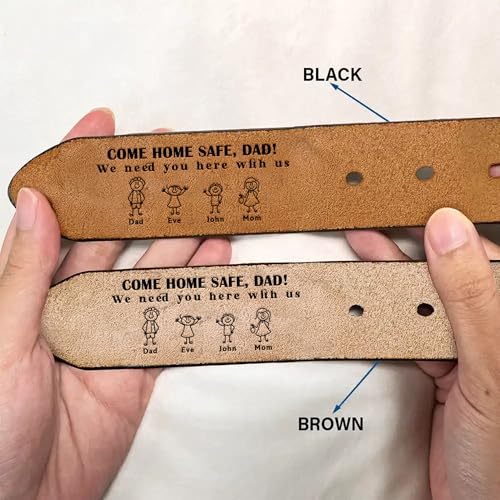 BLACK
COME HOME SAFE, DAD!
We need you here with us
Dad Eve John Mom
COME HOME SAFE, DAD!
We need you here with us
Dad Eve John Mom
BROWN